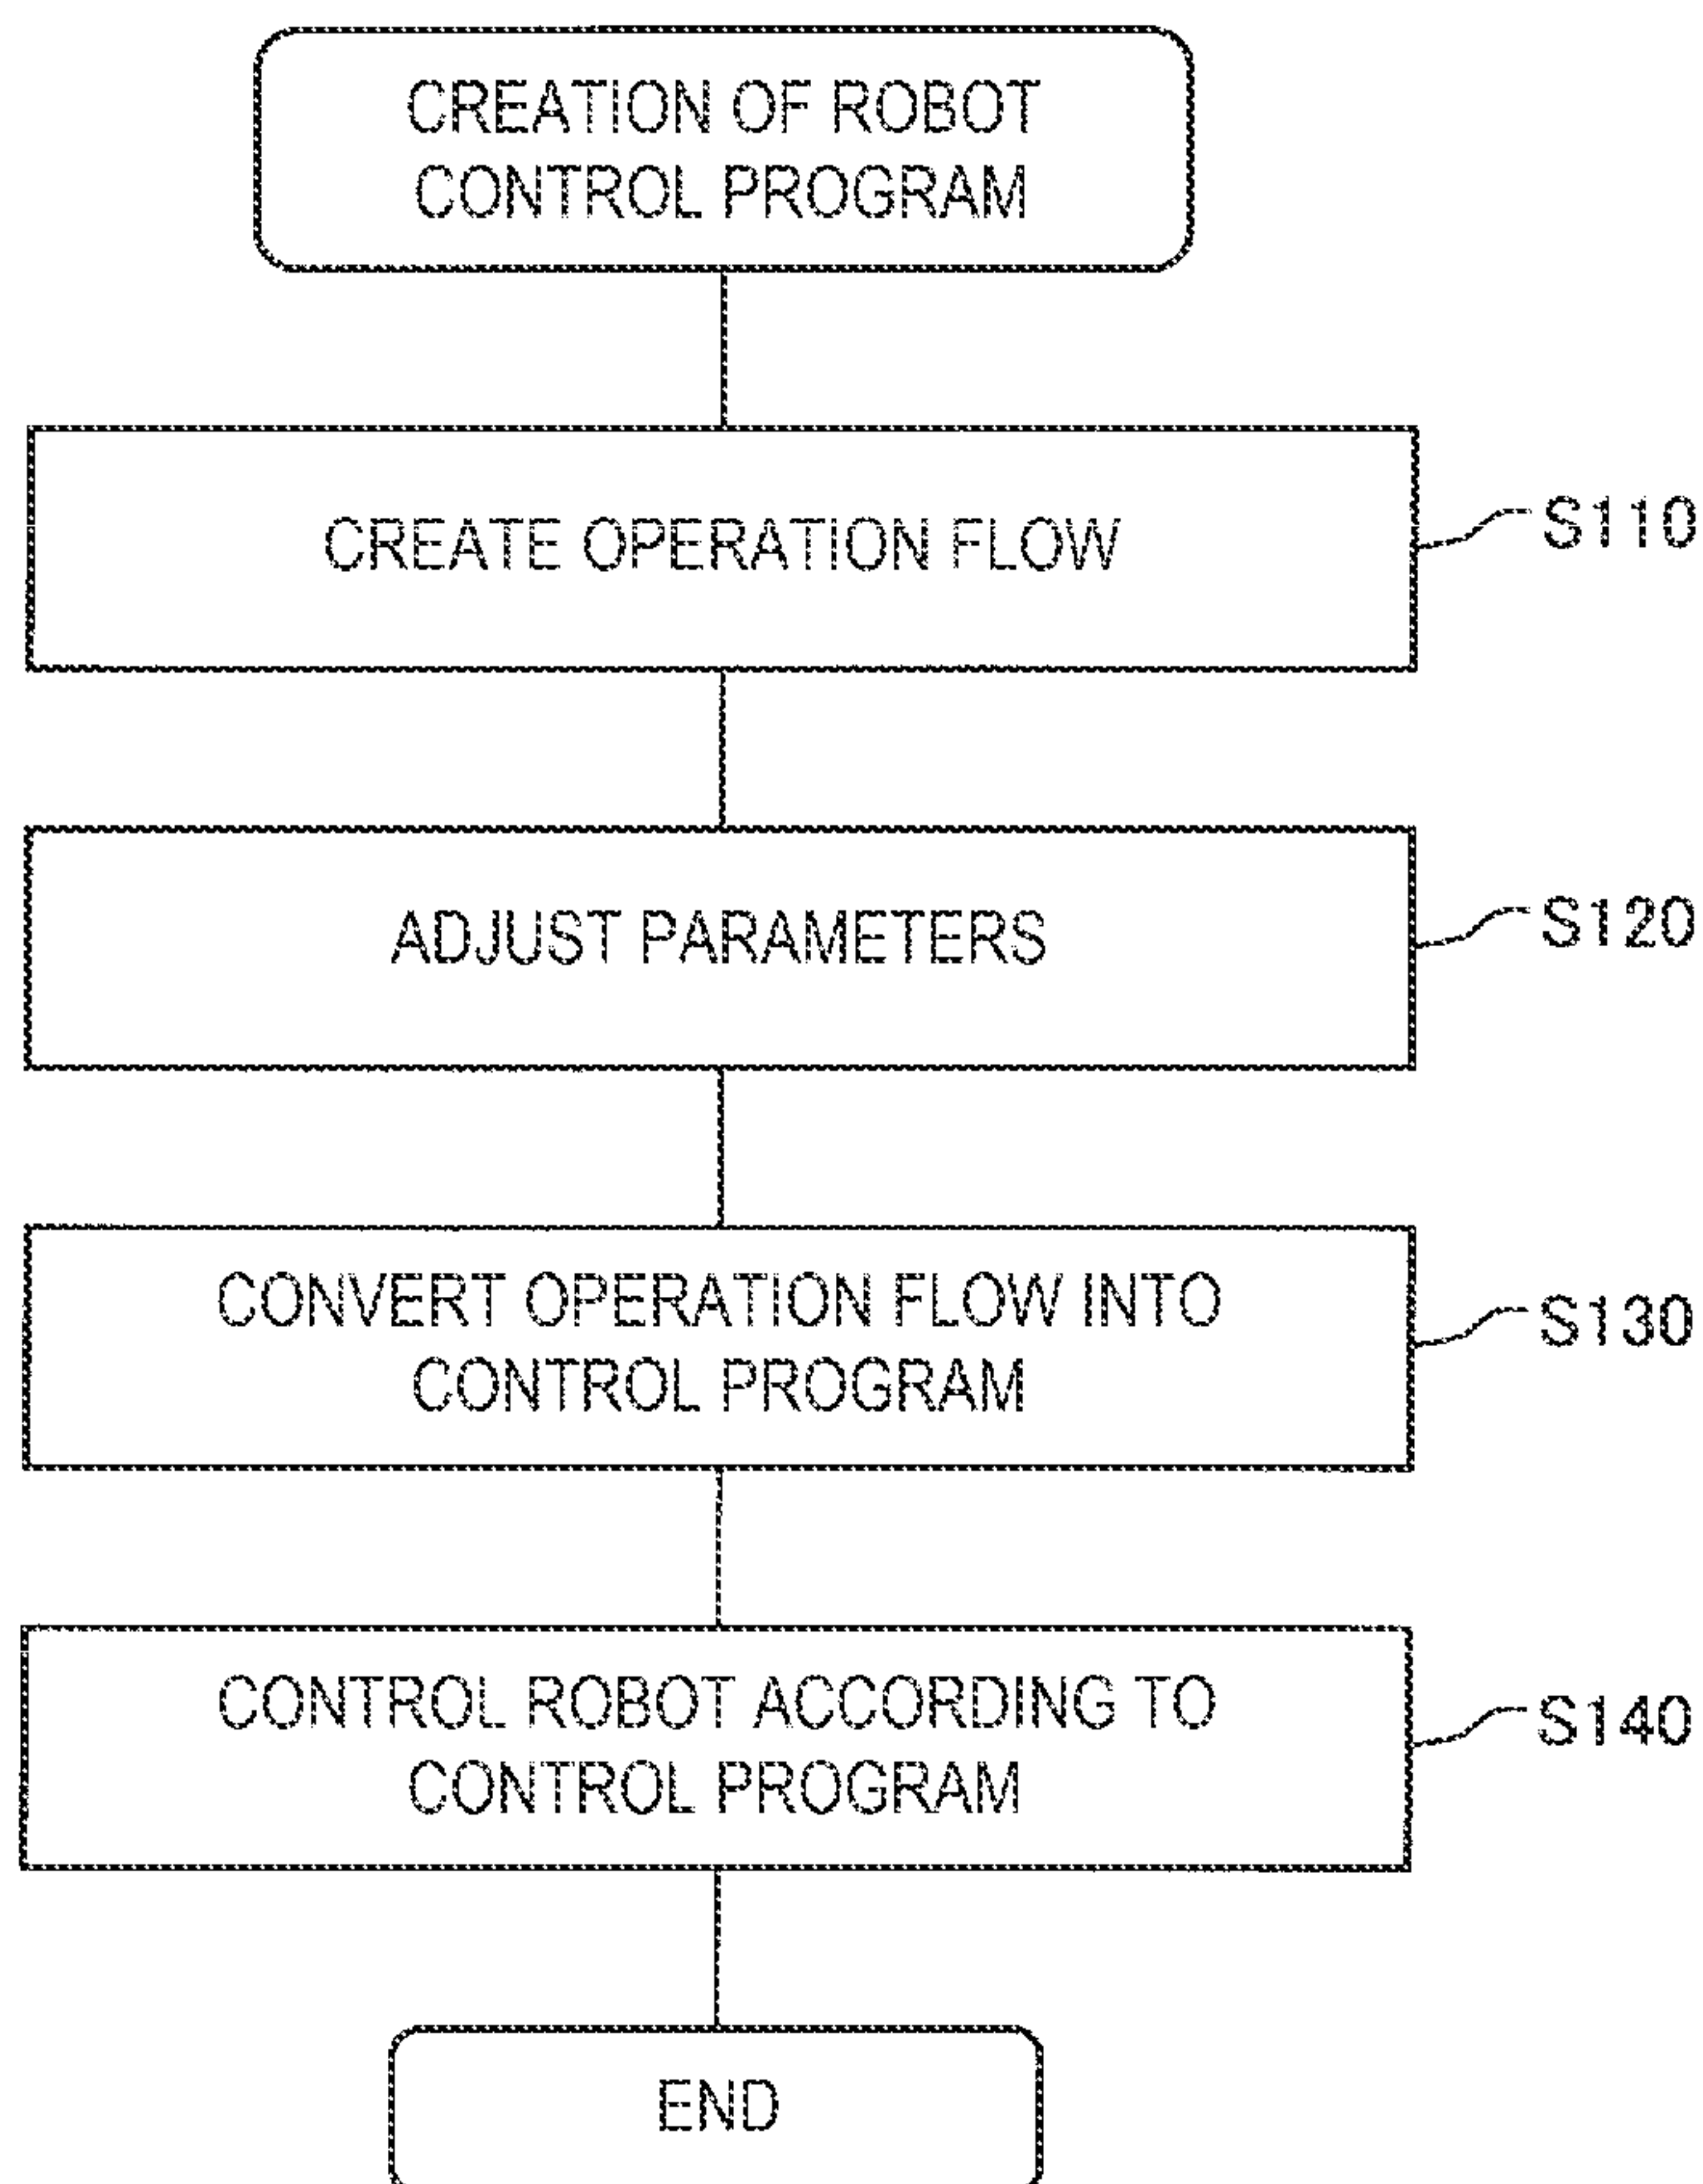 CREATION OF ROBOT
CONTROL PROGRAM
CREATE OPERATION FLOW
S110
ADJUST PARAMETERS
S120
CONVERT OPERATION FLOW INTO
CONTROL PROGRAM
S130
CONTROL ROBOT ACCORDING TO
CONTROL PROGRAM
S140
END